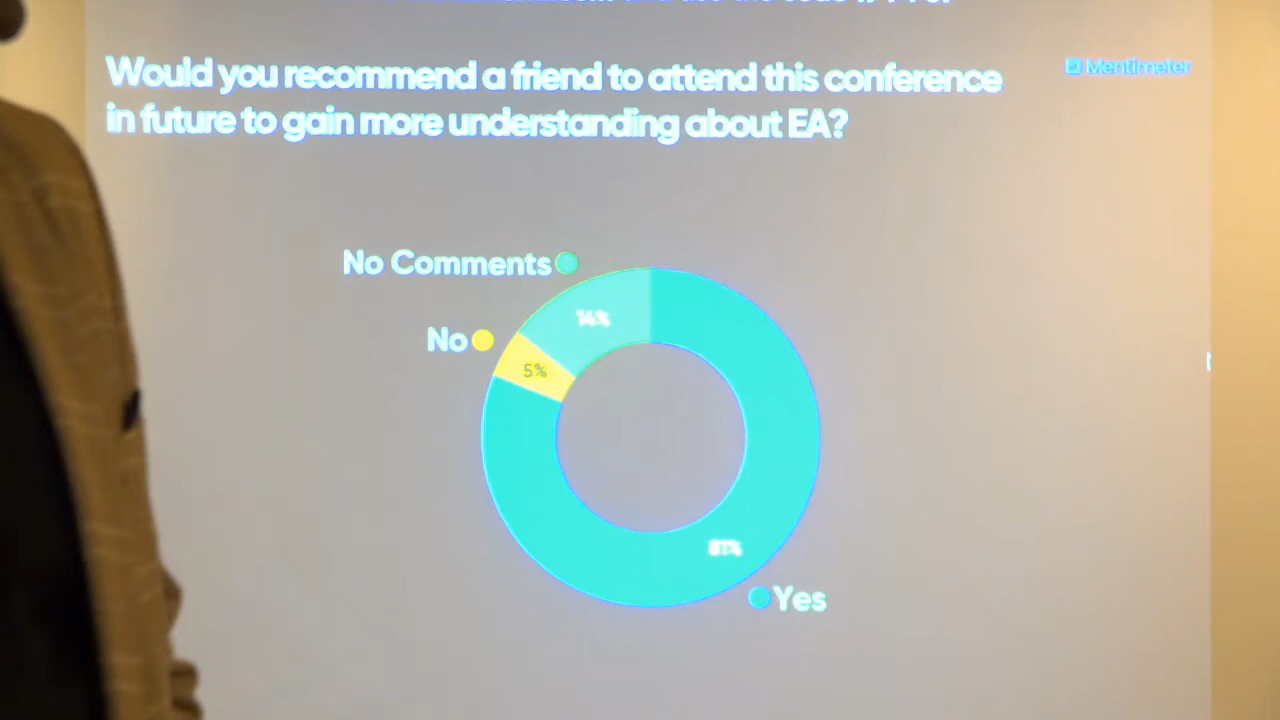 Would you recommend a friend to attend this conference
in future to gain more understanding about EA?
Mentimeter
No Comments
14%
No
5%
81%
Yes